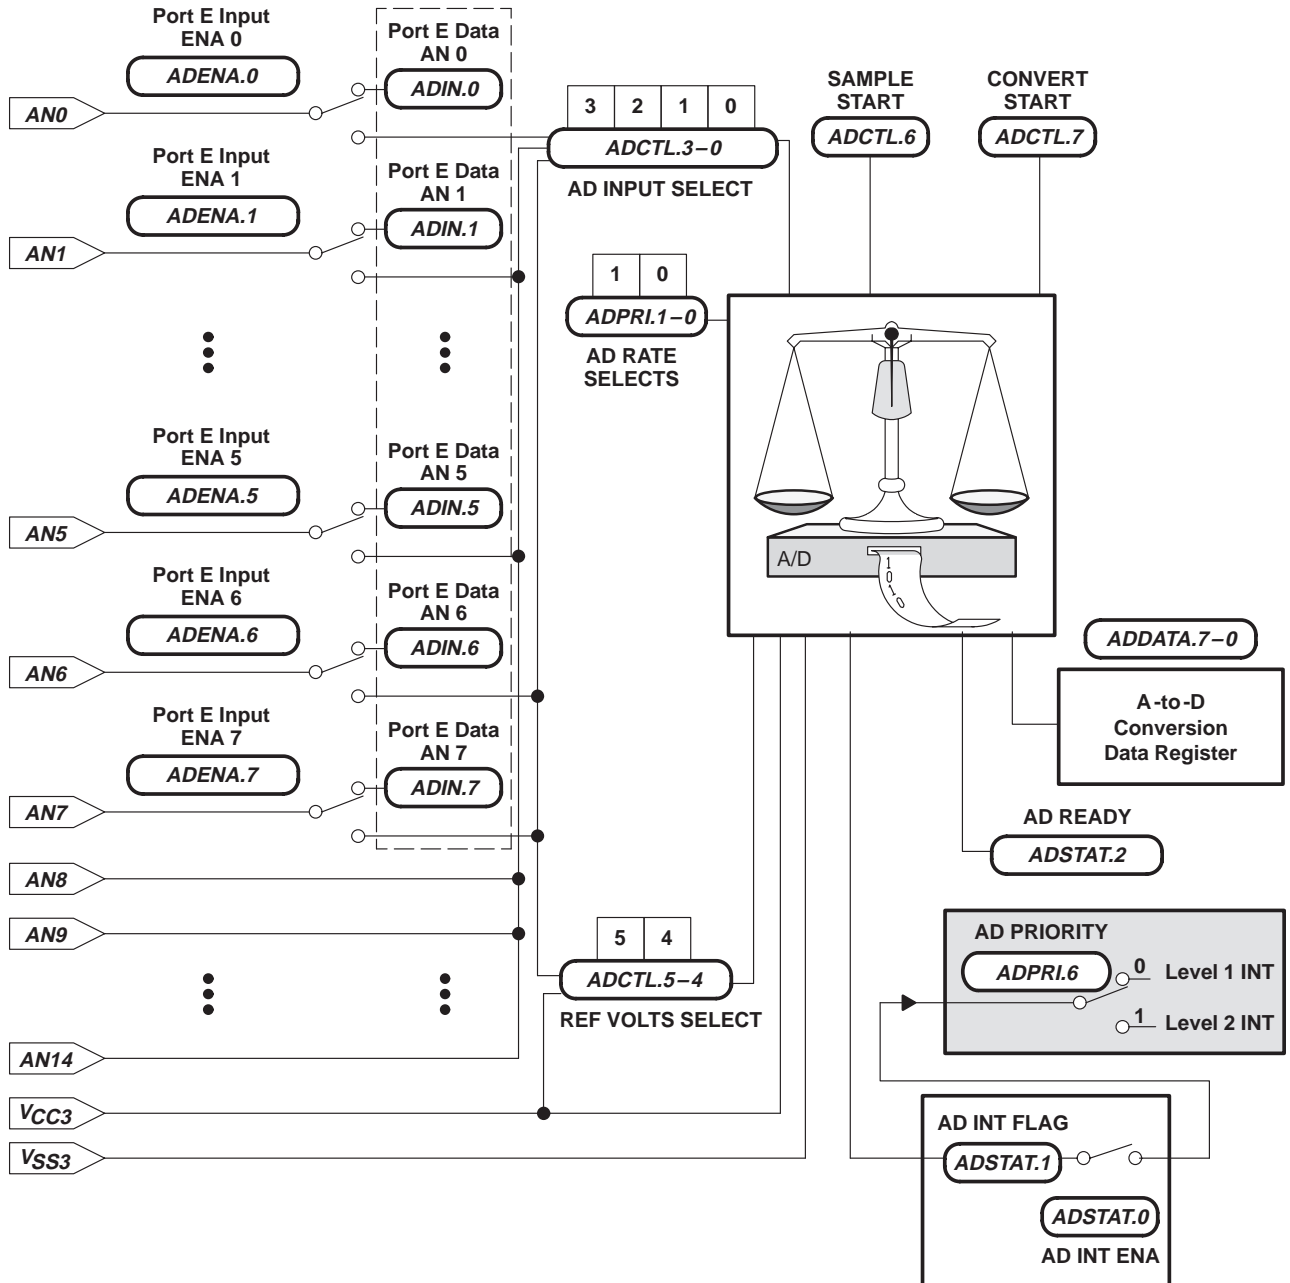 Port E Input
ENA 0
ADENA.0
AN0
Port E Data
AN 0
ADIN.0
Port E Input
ENA 1
ADENA.1
AN1
Port E Data
AN 1
ADIN.1
Port E Input
ENA 5
ADENA.5
AN5
Port E Data
AN 5
ADIN.5
Port E Input
ENA 6
ADENA.6
AN6
Port E Data
AN 6
ADIN.6
Port E Input
ENA 7
ADENA.7
AN7
Port E Data
AN 7
ADIN.7
AN8
AN9
AN14
VCC3
VSS3
3 2 1 0
ADCTL.3–0
AD INPUT SELECT
SAMPLE
START
ADCTL.6
CONVERT
START
ADCTL.7
1 0
ADPRI.1–0
AD RATE
SELECTS
A/D
1
0
1
0
5 4
ADCTL.5–4
REF VOLTS SELECT
ADDATA.7–0
A-to-D
Conversion
Data Register
AD READY
ADSTAT.2
AD PRIORITY
ADPRI.6
0 Level 1 INT
1 Level 2 INT
AD INT FLAG
ADSTAT.1
ADSTAT.0
AD INT ENA